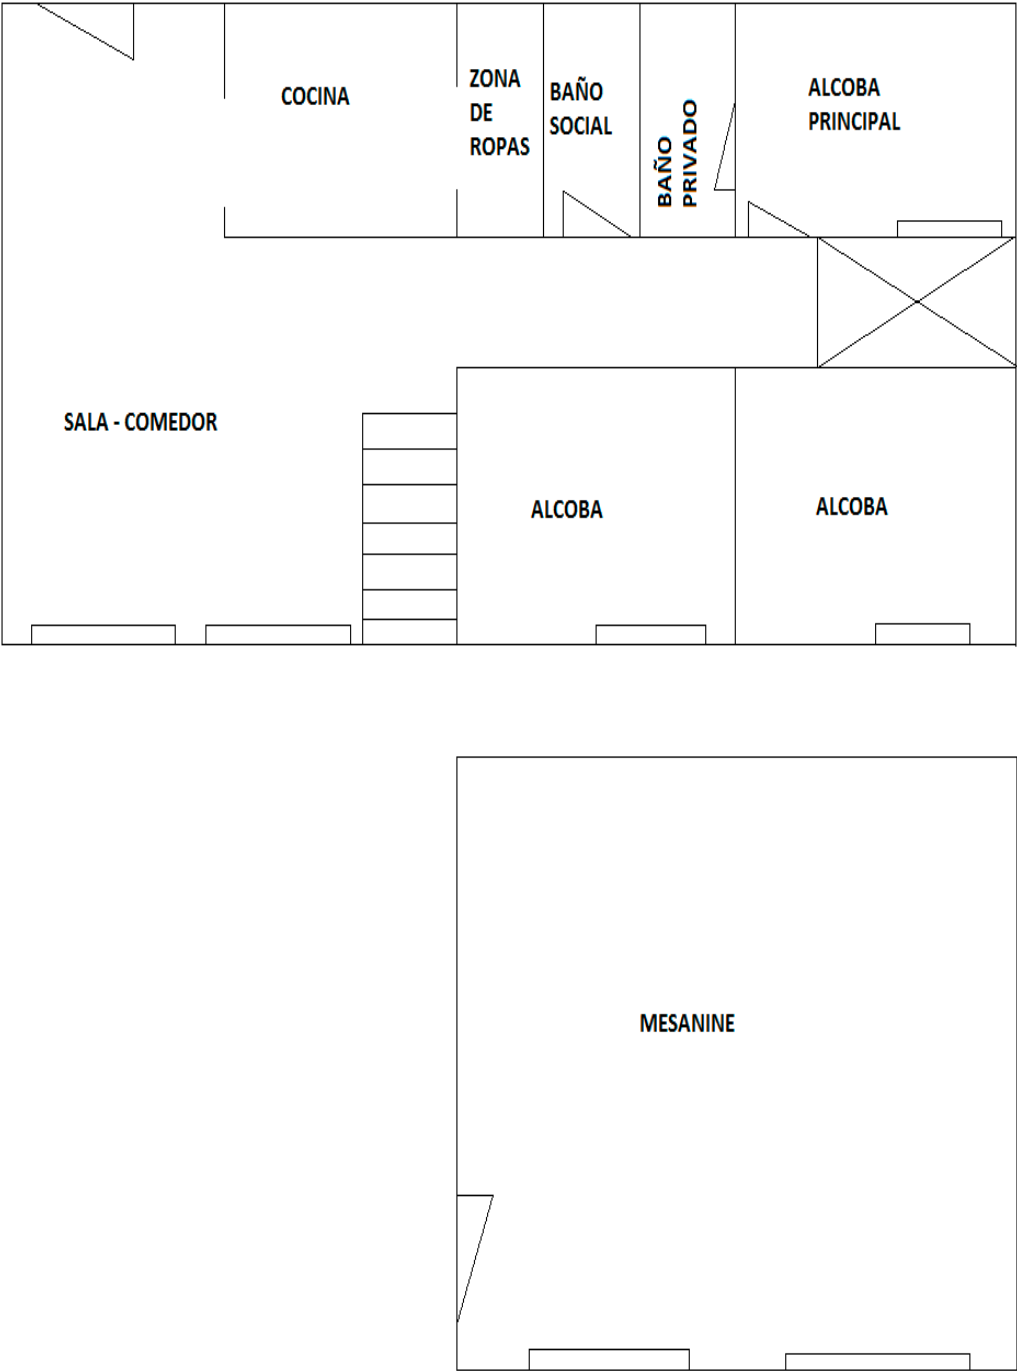 COCINA
ZONA
DE
ROPAS
BAÑO
SOCIAL
BAÑO
PRIVADO
ALCOBA
PRINCIPAL
SALA - COMEDOR
ALCOBA
ALCOBA
MESANINE